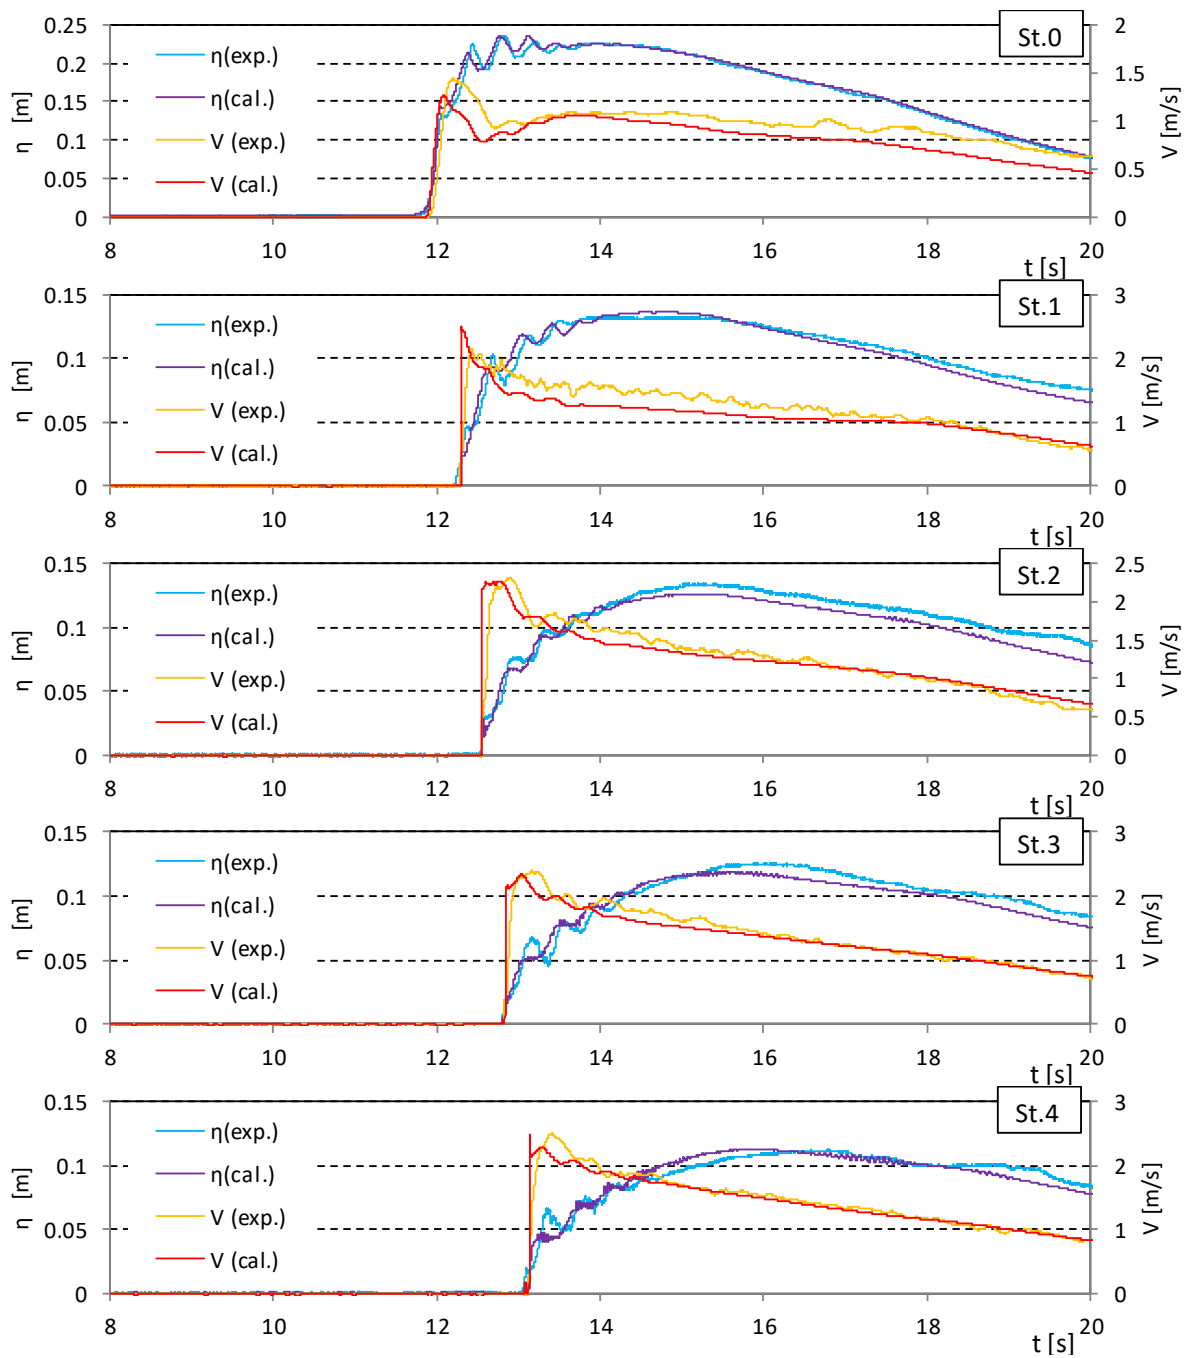 0.25 2
St.0
η(exp.)
0.2 1.5
η(cal.)
0.15
η [m] 1 V [m/s]
0.1 V (exp.)
0.05 V (cal.) 0.5
0 0
8 10 12 14 16 18 20
t [s]
0.15 3
St.1
η(exp.)
0.1 2
η(cal.)
η [m] V [m/s]
V (exp.)
0.05 1
V (cal.)
0 0
8 10 12 14 16 18 20
t [s]
0.15 2.5
St.2
η(exp.)
2
0.1 η(cal.)
1.5
η [m] V [m/s]
V (exp.) 1
0.05
V (cal.) 0.5
0 0
8 10 12 14 16 18 20
t [s]
0.15 3
St.3
η(exp.)
0.1 2
η(cal.)
η [m] V [m/s]
V (exp.)
0.05 1
V (cal.)
0 0
8 10 12 14 16 18 20
t [s]
0.15 3
St.4
η(exp.)
0.1 2
η(cal.)
η [m] V [m/s]
V (exp.)
0.05 1
V (cal.)
0 0
8 10 12 14 16 18 20
t [s]